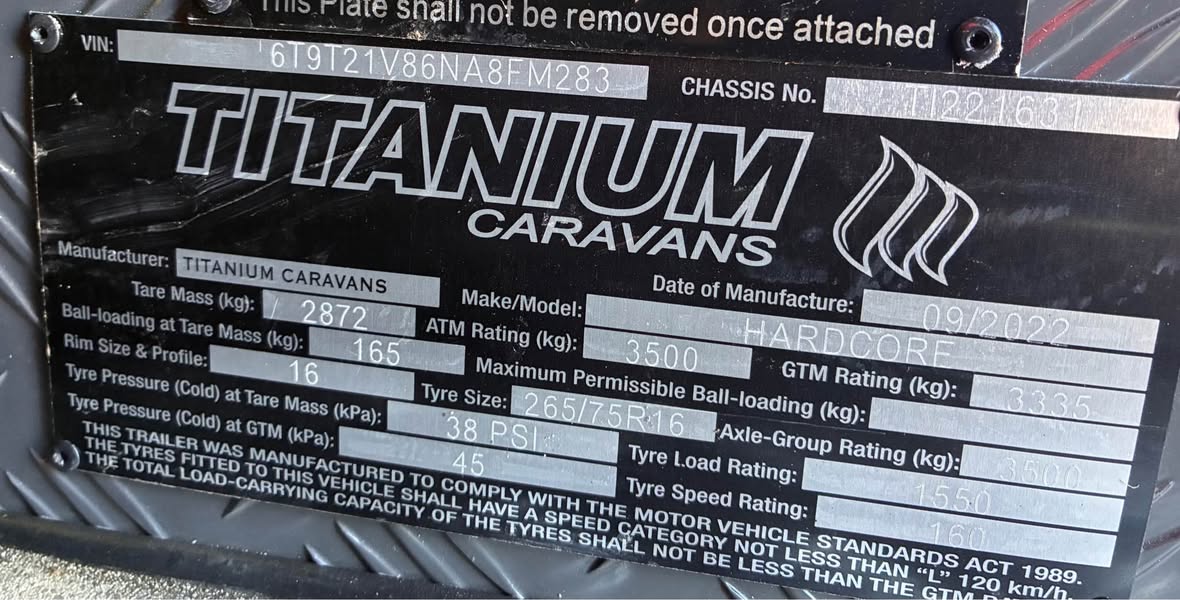 This Plate shall not be removed once attached
VIN: 6T9T21V86NA8FM283 CHASSIS No. TI221631
TITANIUM
CARAVANS
Manufacturer: TITANIUM CARAVANS Date of Manufacture: 09/2022
Tare Mass (kg): 2872 Make/Model: HARDCORE
Ball-loading at Tare Mass (kg): 165 ATM Rating (kg): 3500 GTM Rating (kg): 3335
Rim Size & Profile: 16 Maximum Permissible Ball-loading (kg):
Tyre Pressure (Cold) at Tare Mass (kPa): 38 PSI Tyre Size: 265/75R16 Axle-Group Rating (kg): 3500
Tyre Pressure (Cold) at GTM (kPa): 45 Tyre Load Rating: 1550
Tyre Speed Rating: 160
THIS TRAILER WAS MANUFACTURED TO COMPLY WITH THE MOTOR VEHICLE STANDARDS ACT 1989.
THE TYRES FITTED TO THIS VEHICLE SHALL HAVE A SPEED CATEGORY NOT LESS THAN "L" 120 km/h.
THE TOTAL LOAD-CARRYING CAPACITY OF THE TYRES SHALL NOT BE LESS THAN THE GTM